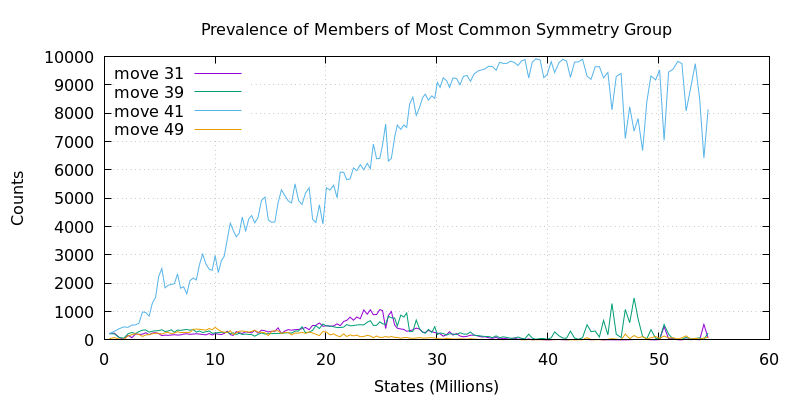 Prevalence of Members of Most Common Symmetry Group
10000
9000
8000
7000
6000
5000
4000
3000
2000
1000
0
move 31
move 39
move 41
move 49
Counts
0 10 20 30 40 50 60
States (Millions)